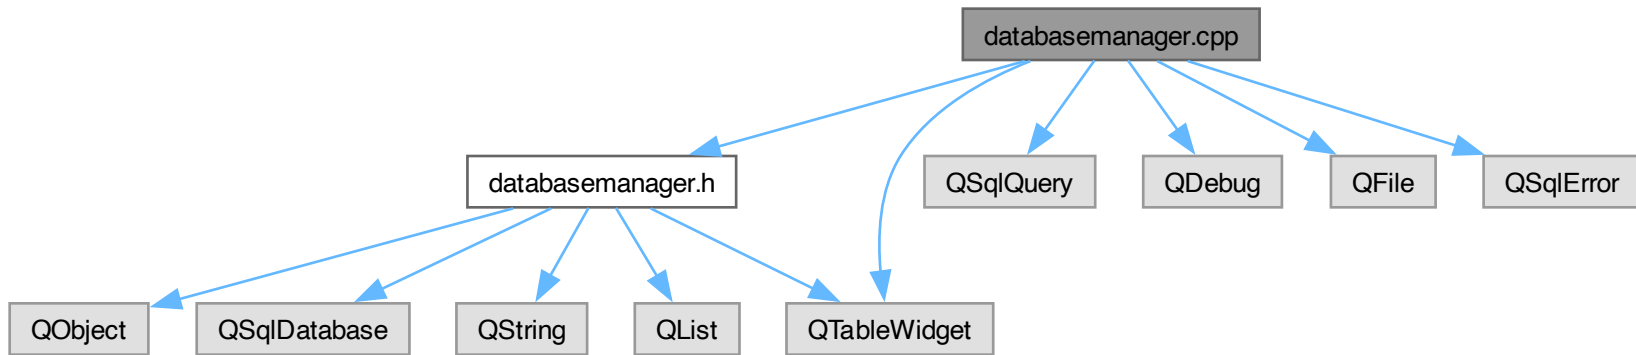 databasemanager.cpp
databasemanager.h
QSqlQuery
QDebug
QFile
QSqlError
QObject
QSqlDatabase
QString
QList
QTableWidget